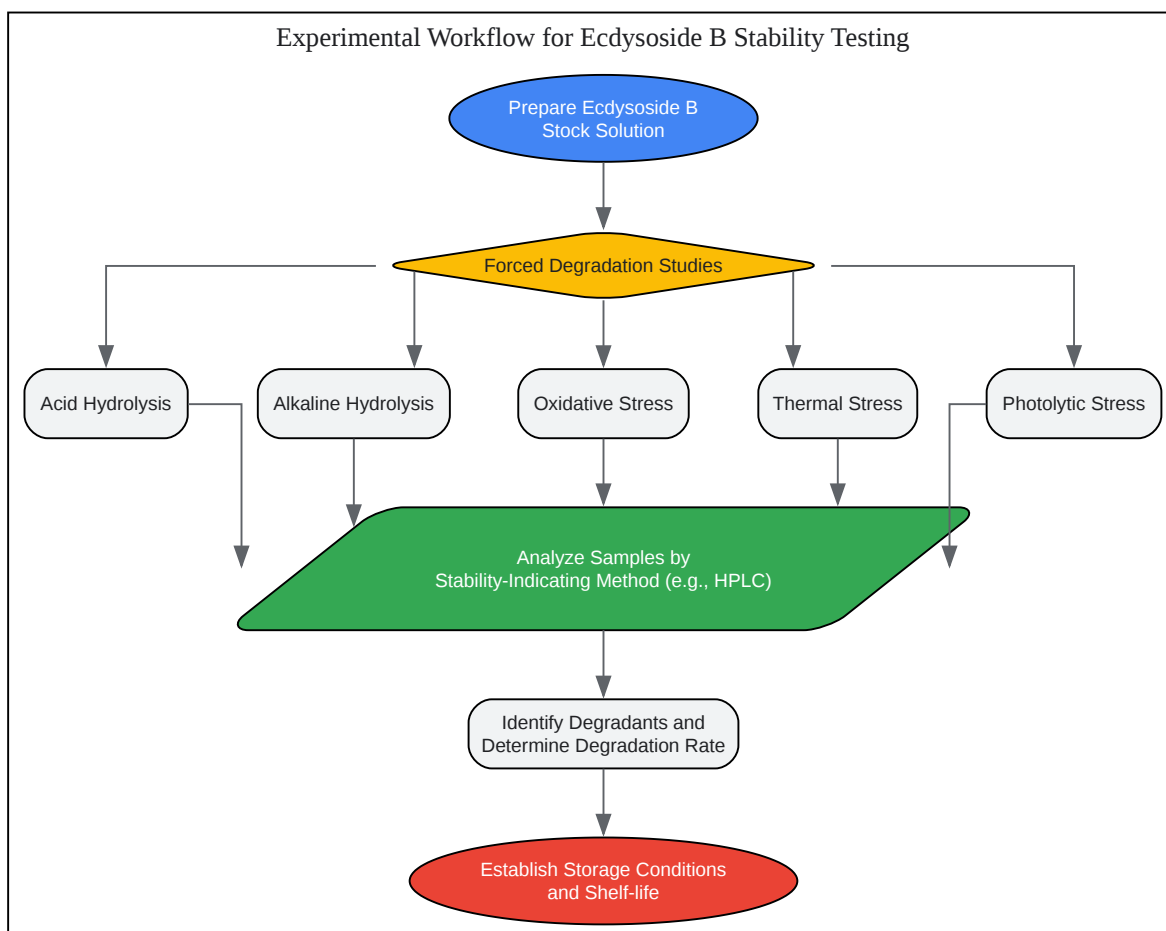 Experimental Workflow for Ecdysoside B Stability Testing
Prepare Ecdysoside B
Stock Solution
Forced Degradation Studies
Acid Hydrolysis
Alkaline Hydrolysis
Oxidative Stress
Thermal Stress
Photolytic Stress
Analyze Samples by
Stability-Indicating Method (e.g., HPLC)
Identify Degradants and
Determine Degradation Rate
Establish Storage Conditions
and Shelf-life